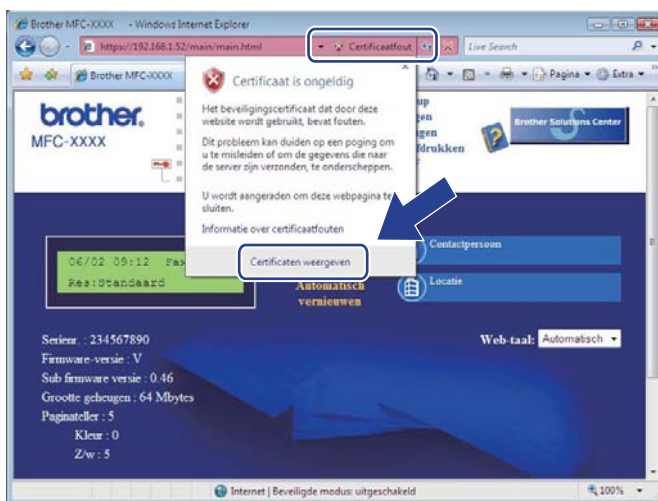 Brother MFC-XXXX - Windows Internet Explorer
https://192.168.1.52/main/main.html
Certificaatfout
Live Search
Brother MFC-XXXX
Pagina
Extra
brother.
MFC-XXXX
Brother Solutions Center
Certificaat is ongeldig
Het beveiligingscertificaat dat door deze
website wordt gebruikt, bevat fouten.
Dit probleem kan duiden op een poging om
u te misleiden of om de gegevens die naar
de server zijn verzonden, te onderscheppen.
U wordt aangeraden om deze webpagina te
sluiten.
Informatie over certificaatfouten
Certificaten weergeven
06/02 09:12 Fax
Res:Standaard
Automatisch
vernieuwen
Contactpersoon
Locatie
Serienr. : 234567890
Web-taal: Automatisch
Firmware-versie : V
Sub firmware versie : 0.46
Grootte geheugen : 64 Mbytes
Paginateller : 5
Kleur : 0
Z/w : 5
Internet | Beveiligde modus: uitgeschakeld
100%